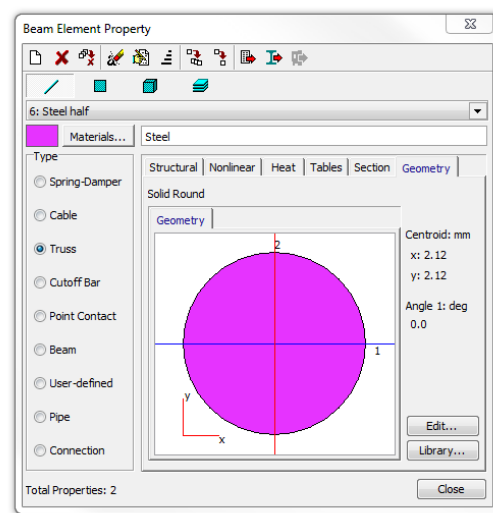 Beam Element Property
6: Steel half
Materials...
Steel
Type
Spring-Damper
Cable
Truss
Cutoff Bar
Point Contact
Beam
User-defined
Pipe
Connection
Structural
Nonlinear
Heat
Tables
Section
Geometry
Solid Round
Geometry
2
1
y
x
Centroid: mm
x: 2.12
y: 2.12
Angle 1: deg
0.0
Edit...
Library...
Total Properties: 2
Close